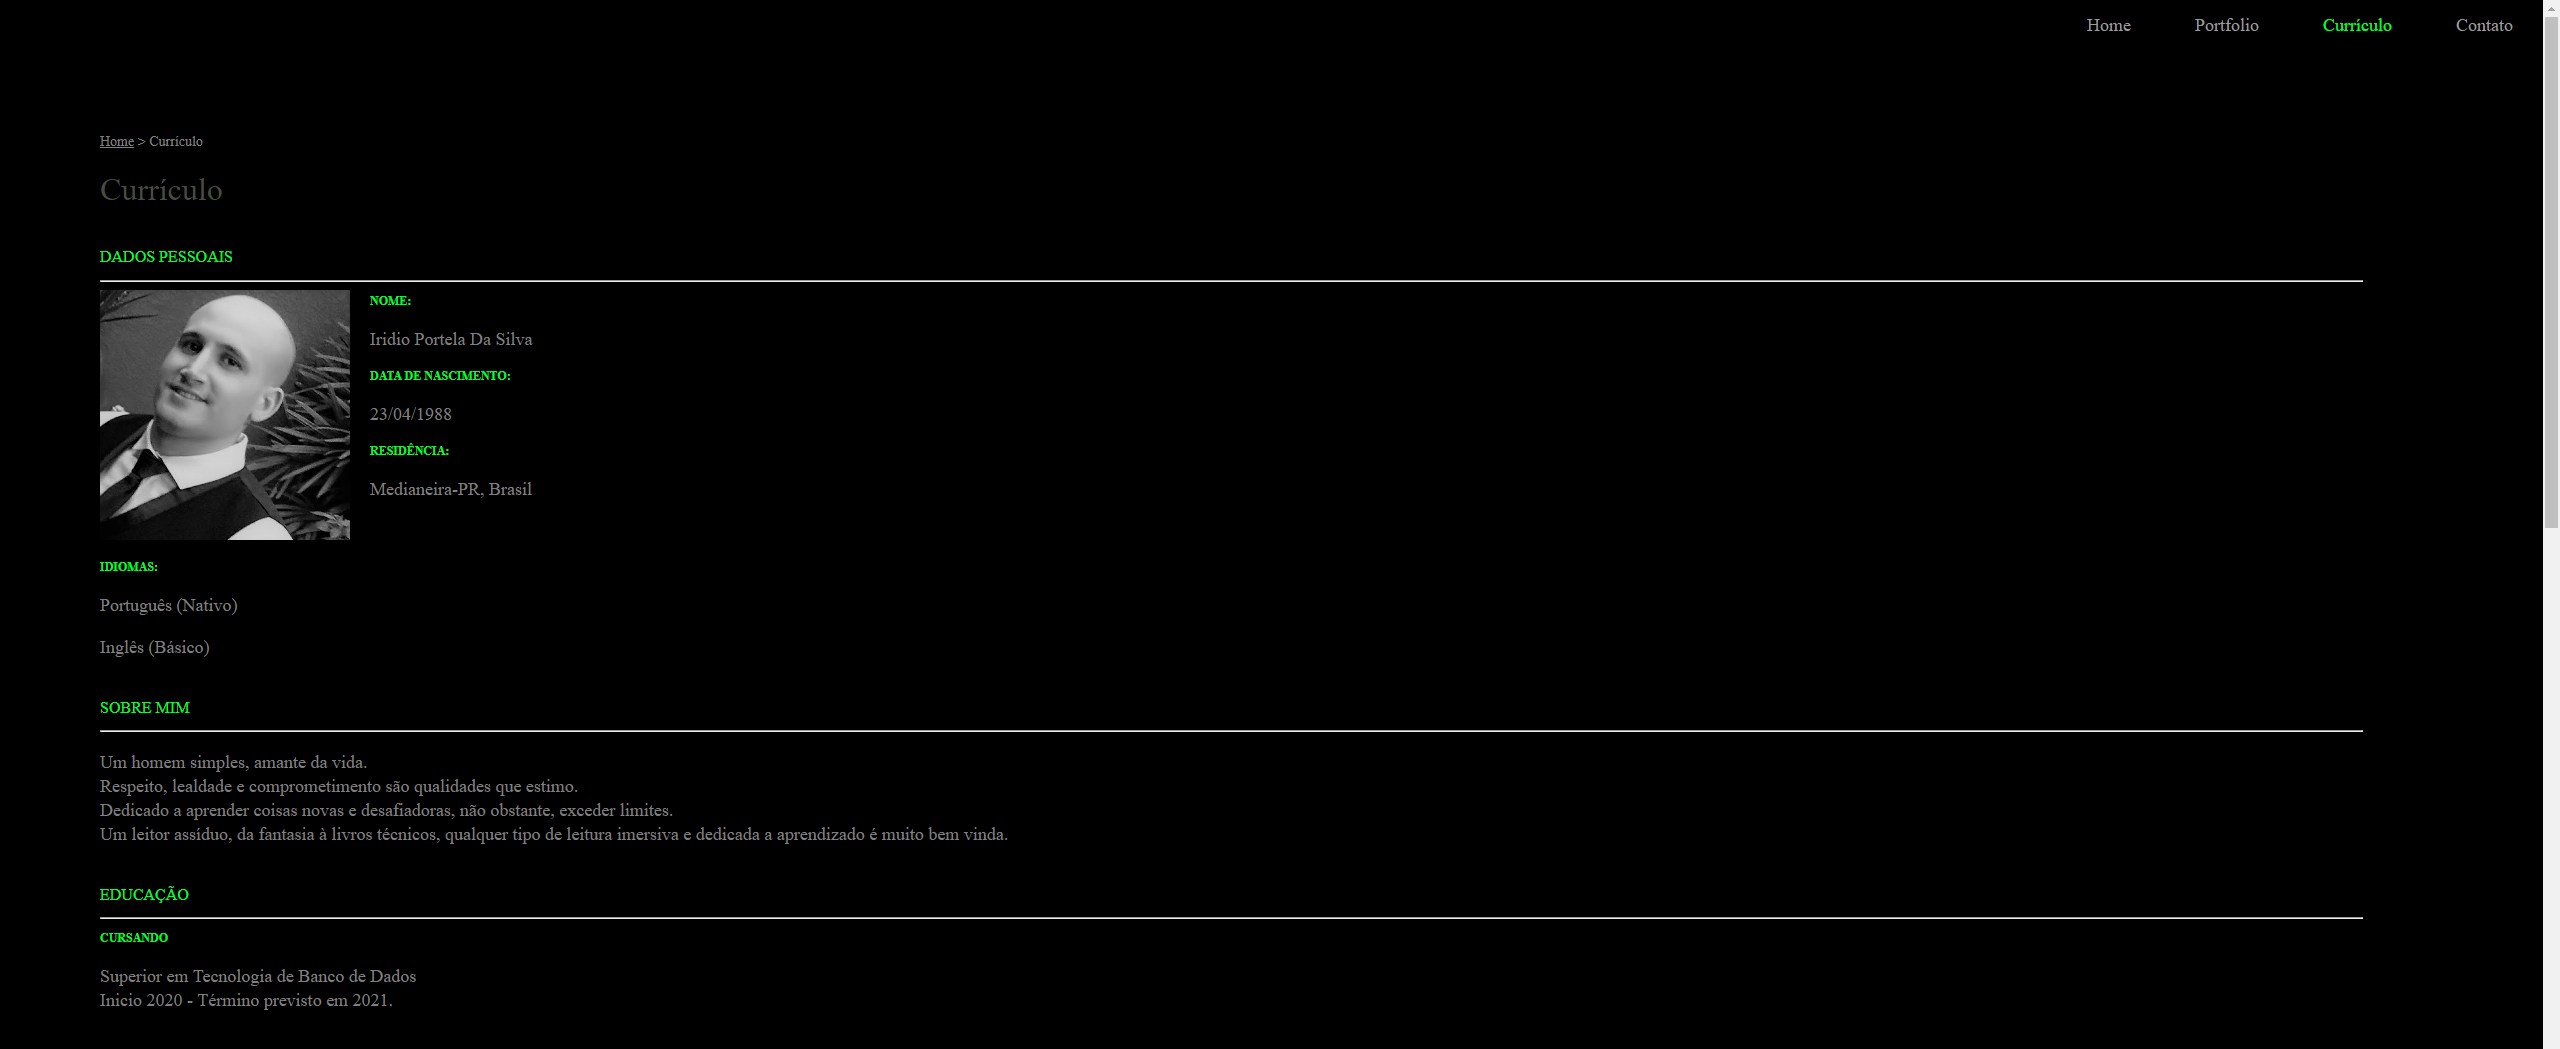 Home Portfolio Currículo Contato
Home > Currículo
Currículo
DADOS PESSOAIS
NOME:
Iridio Portela Da Silva
DATA DE NASCIMENTO:
23/04/1988
RESIDÊNCIA:
Medianeira-PR, Brasil
IDIOMAS:
Português (Nativo)
Inglês (Básico)
SOBRE MIM
Um homem simples, amante da vida.
Respeito, lealdade e comprometimento são qualidades que estimo.
Dedicado a aprender coisas novas e desafiadoras, não obstante, exceder limites.
Um leitor assíduo, da fantasia à livros técnicos, qualquer tipo de leitura imersiva e dedicada a aprendizado é muito bem vinda.
EDUCAÇÃO
CURSANDO
Superior em Tecnologia de Banco de Dados
Inicio 2020 - Término previsto em 2021.